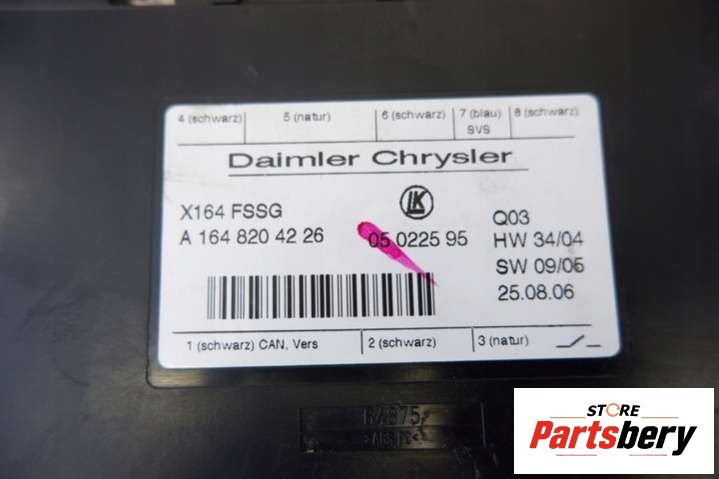 4 (schwarz) 5 (natur) 6 (schwarz) 7 (blau) 8 (schwarz)
SVS
Daimler Chrysler
X164 FSSG LK Q03
A 164 820 42 26 05 0225 95 HW 34/04
SW 09/06
25.08.06
1 (schwarz) CAN, Vers 2 (schwarz) 3 (natur)
STORE
Partsbery